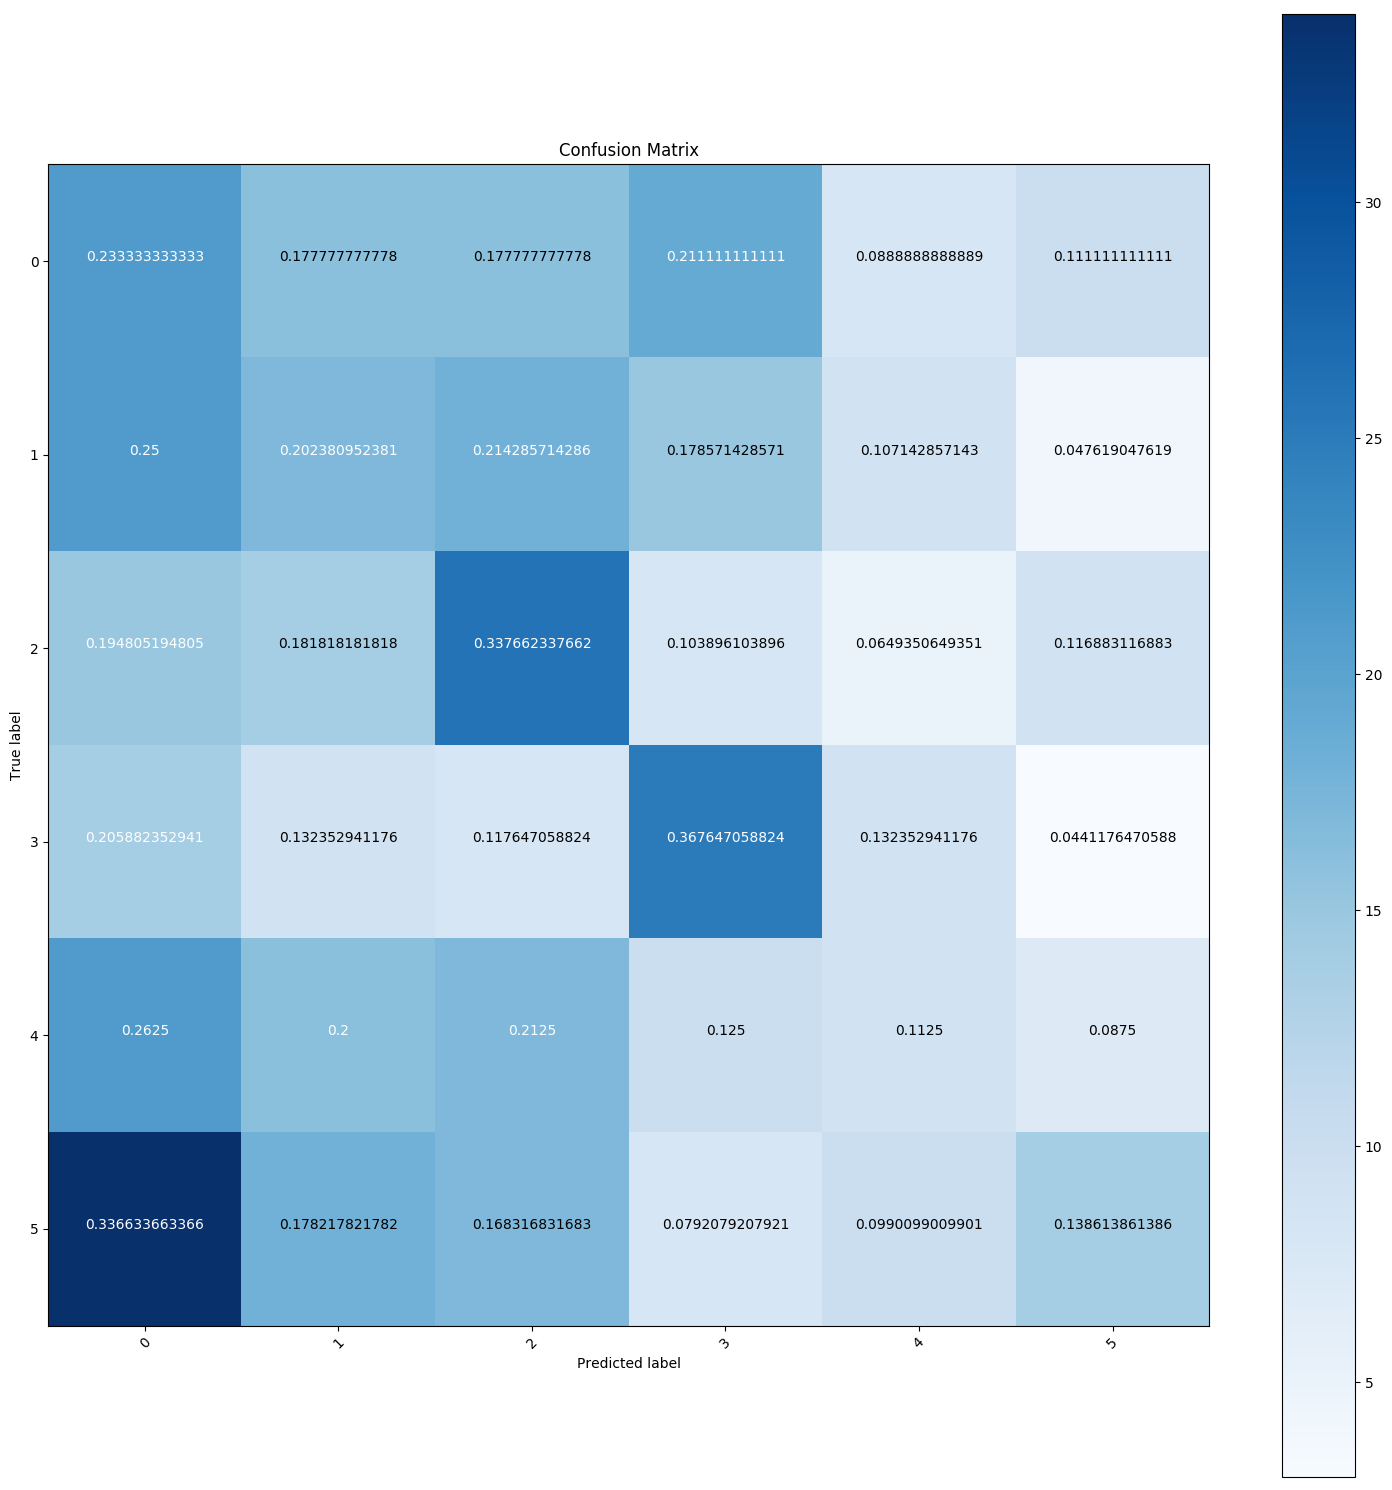 Confusion Matrix
0 0.233333333333 0.177777777778 0.177777777778 0.211111111111 0.0888888888889 0.111111111111
1 0.25 0.202380952381 0.214285714286 0.178571428571 0.107142857143 0.047619047619
2 0.194805194805 0.181818181818 0.337662337662 0.103896103896 0.0649350649351 0.116883116883
3 0.205882352941 0.132352941176 0.117647058824 0.367647058824 0.132352941176 0.0441176470588
4 0.2625 0.2 0.2125 0.125 0.1125 0.0875
5 0.336633663366 0.178217821782 0.168316831683 0.0792079207921 0.0990099009901 0.138613861386
True label
0 1 2 3 4 5
Predicted label
30
25
20
15
10
5